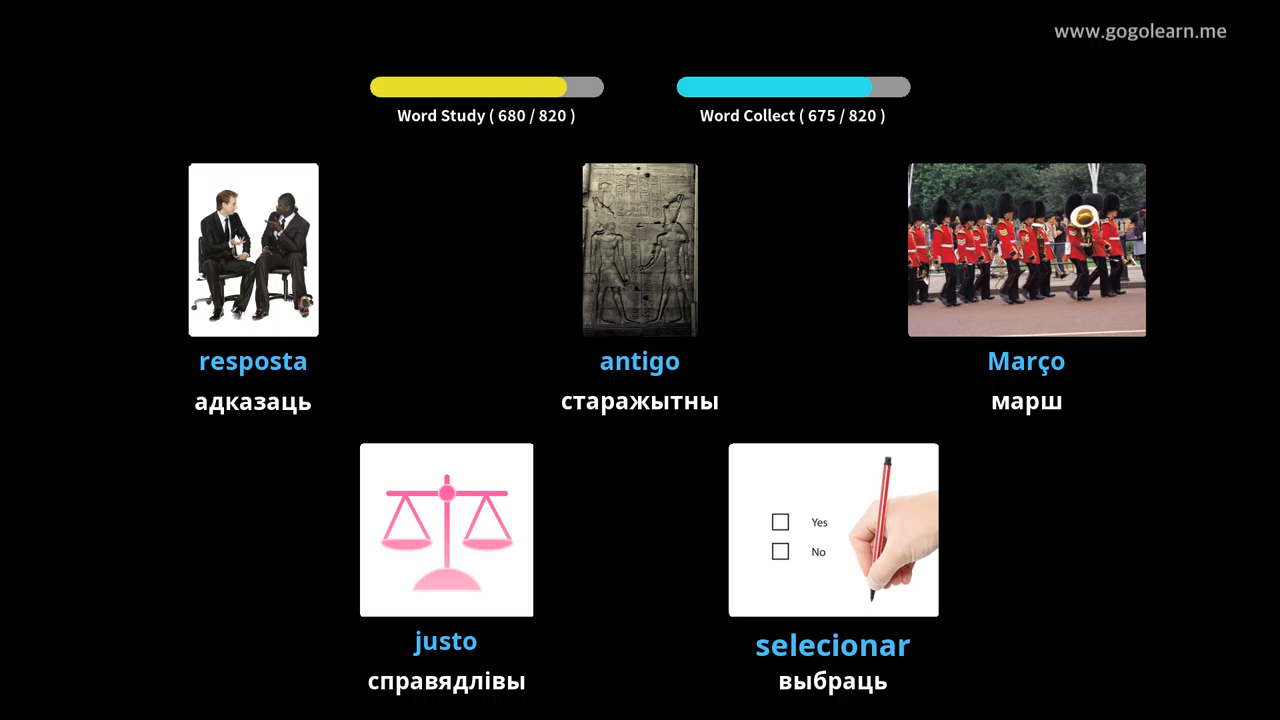 www.gogolearn.me
Word Study ( 680 / 820 )
Word Collect ( 675 / 820 )
resposta
адказаць
antigo
старажытны
Março
марш
Yes
No
justo
справядлівы
selecionar
выбраць